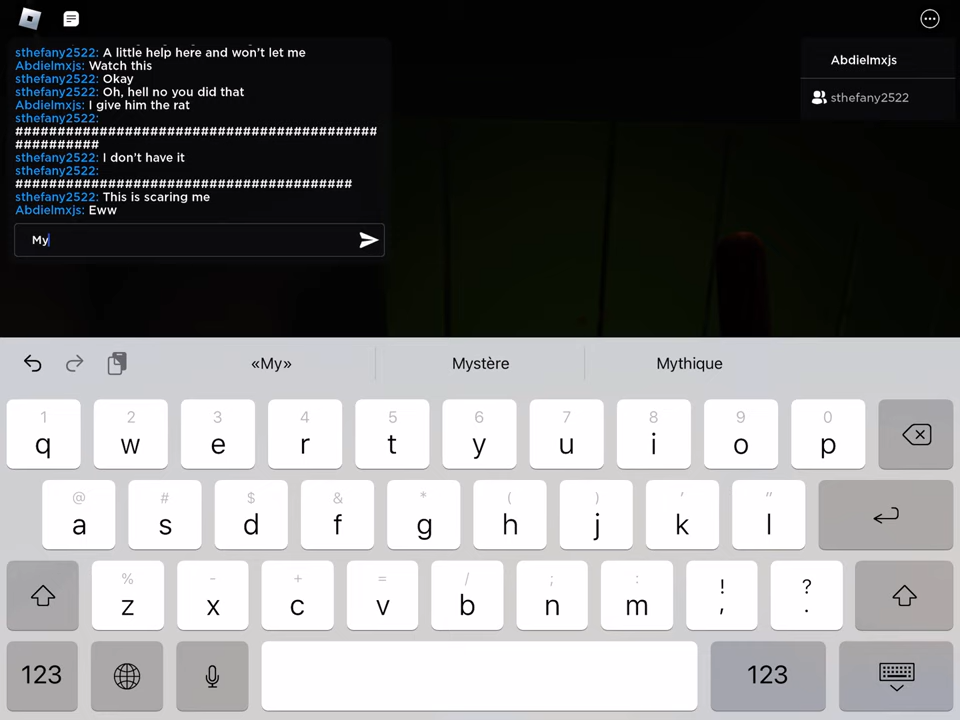 sthefany2522: A little help here and won't let me
Abdielmxjs: Watch this
sthefany2522: Okay
sthefany2522: Oh, hell no you did that
Abdielmxjs: I give him the rat
sthefany2522:
###########################################
##########
sthefany2522: I don't have it
sthefany2522:
########################################
sthefany2522: This is scaring me
Abdielmxjs: Eww
My
Abdielmxjs
sthefany2522
«My» Mystère Mythique
1 2 3 4 5 6 7 8 9 0
q w e r t y u i o p
@ # $ & * ( ) ' "
a s d f g h j k l
% - + = / ; : ! ?
z x c v b n m , .
123 123